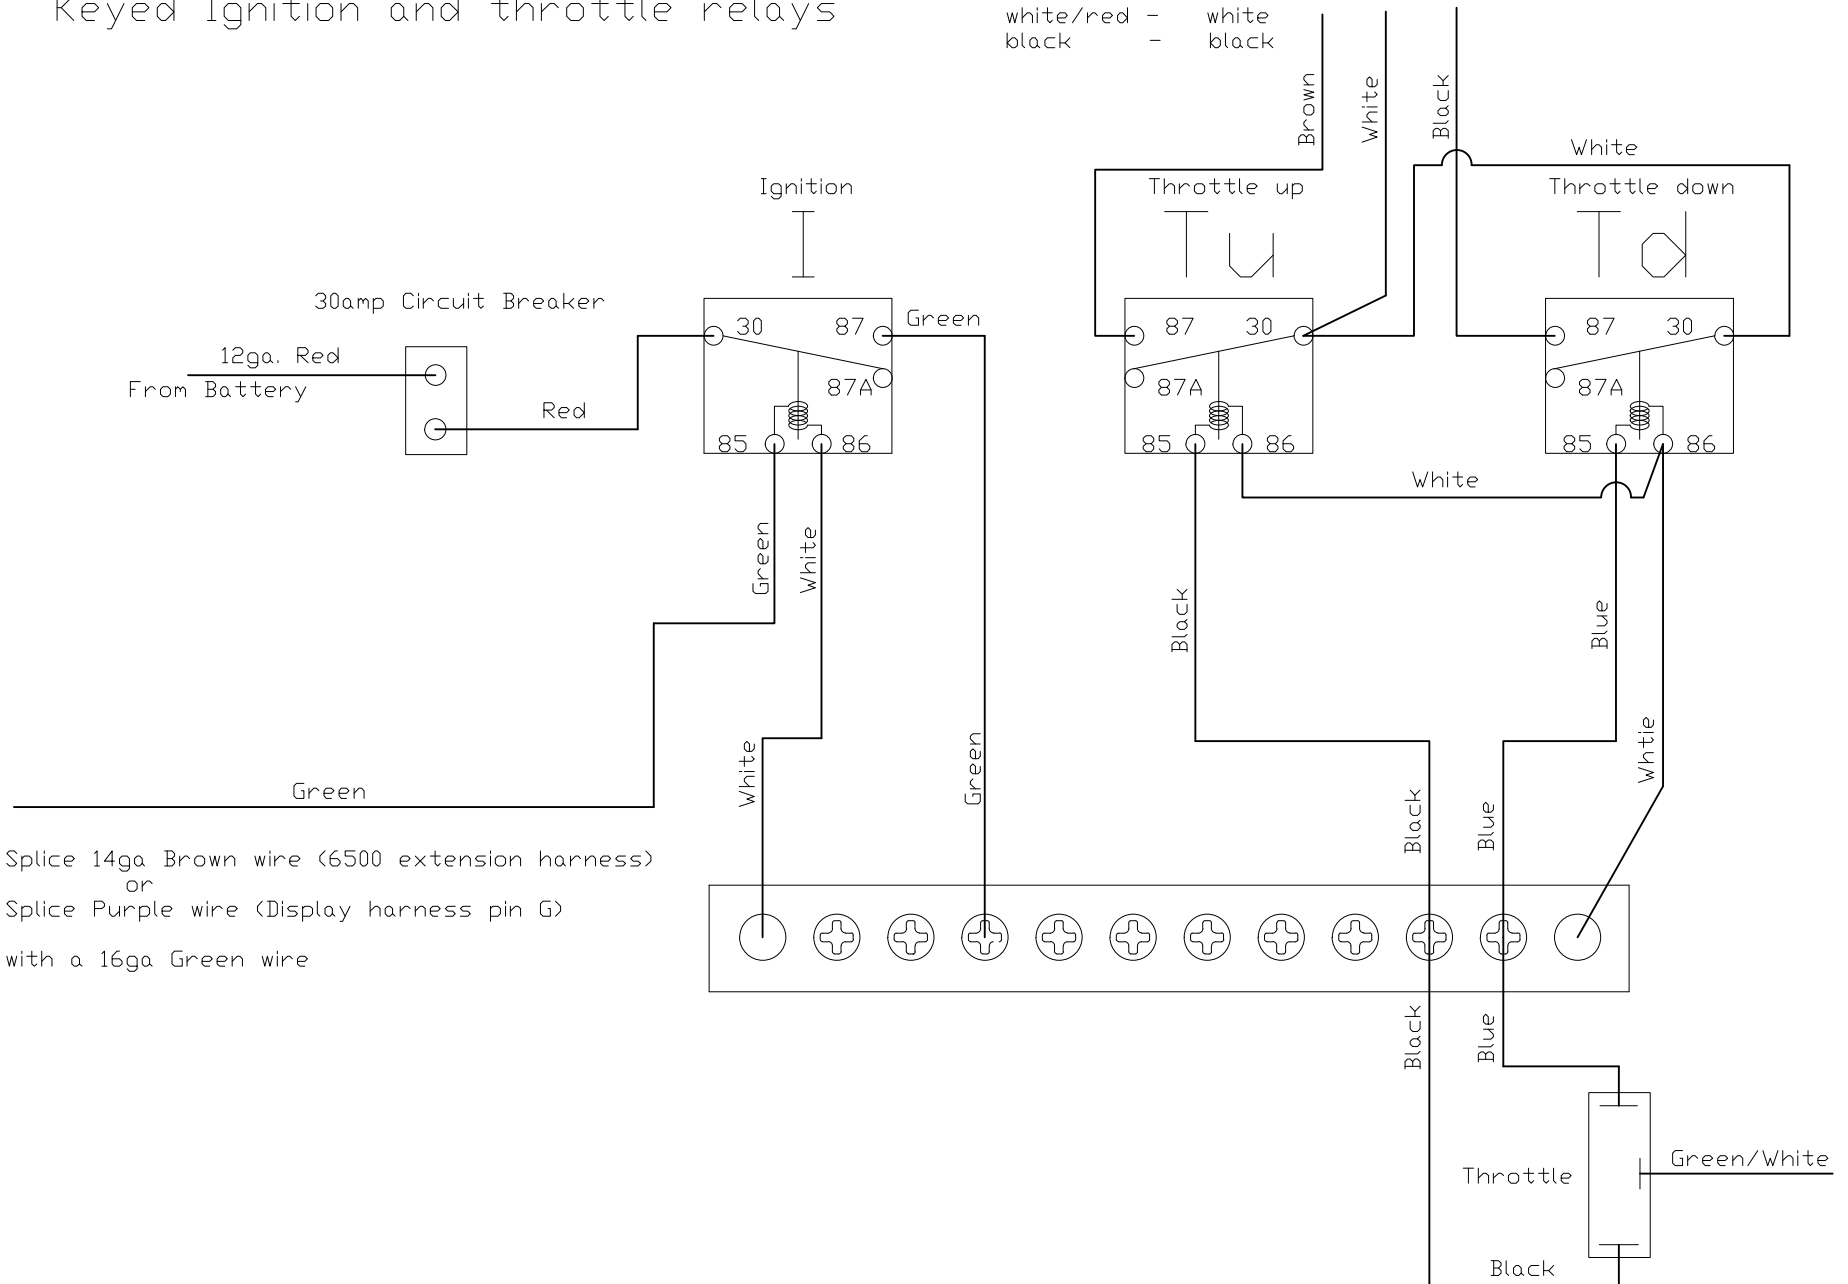 Keyed Ignition and throttle relays
white/red - white
black - black
Brown
White
Black
White
Ignition
Throttle up
Throttle down
I
Tu
Td
30amp Circuit Breaker
30
87
Green
87
30
87
30
12ga. Red
From Battery
87A
87A
87A
Red
85
86
85
86
85
86
White
Green
White
Black
Blue
White
Green
Whtie
Green
Black
Blue
Splice 14ga Brown wire (6500 extension harness)
or
Splice Purple wire (Display harness pin G)
with a 16ga Green wire
Black
Blue
Throttle
Green/White
Black